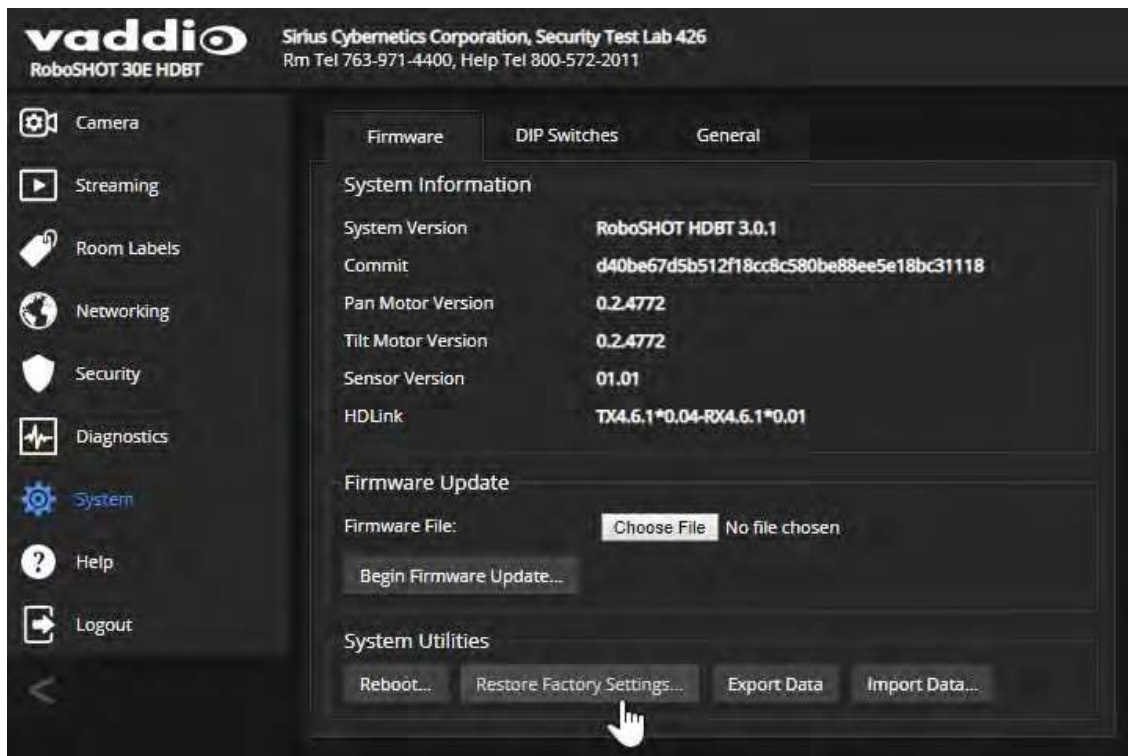 vaddio
RoboSHOT 30E HDBT
Sirius Cybernetics Corporation, Security Test Lab 426
Rm Tel 763-971-4400, Help Tel 800-572-2011
Camera
Streaming
Room Labels
Networking
Security
Diagnostics
System
Help
Logout
Firmware DIP Switches General
System Information
System Version RoboSHOT HDBT 3.0.1
Commit d40be67d5b512f18cc8c580be88ee5e18bc31118
Pan Motor Version 0.2.4772
Tilt Motor Version 0.2.4772
Sensor Version 01.01
HDLink TX4.6.1*0.04-RX4.6.1*0.01
Firmware Update
Firmware File: Choose File No file chosen
Begin Firmware Update...
System Utilities
Reboot... Restore Factory Settings... Export Data Import Data...